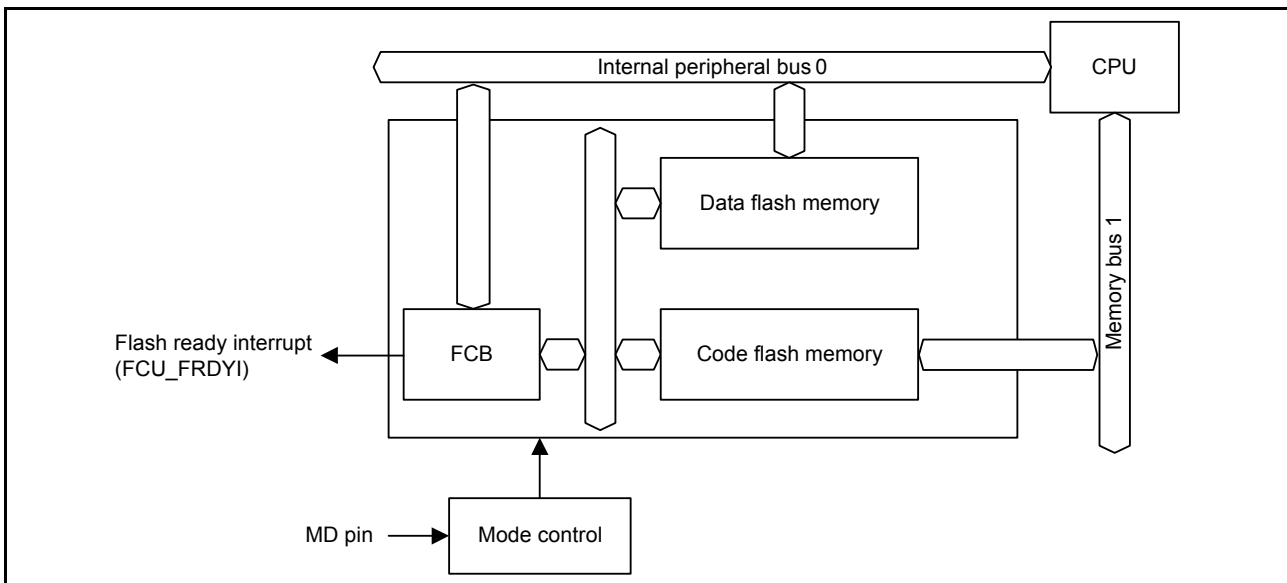 Internal peripheral bus 0
CPU
Data flash memory
Memory bus 1
Flash ready interrupt
(FCU_FRDYI)
FCB
Code flash memory
MD pin
Mode control